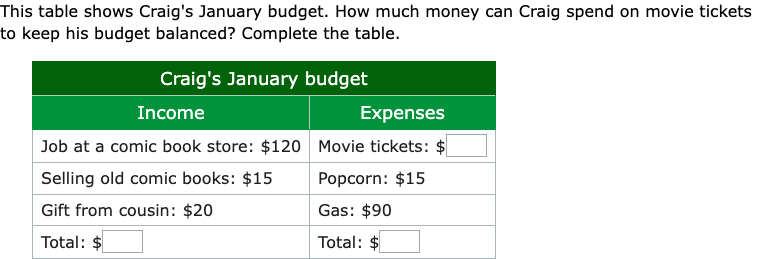 This table shows Craig's January budget. How much money can Craig spend on movie tickets
to keep his budget balanced? Complete the table.
Craig's January budget
Income Expenses
Job at a comic book store: $120 Movie tickets: $
Selling old comic books: $15 Popcorn: $15
Gift from cousin: $20 Gas: $90
Total: $ Total: $